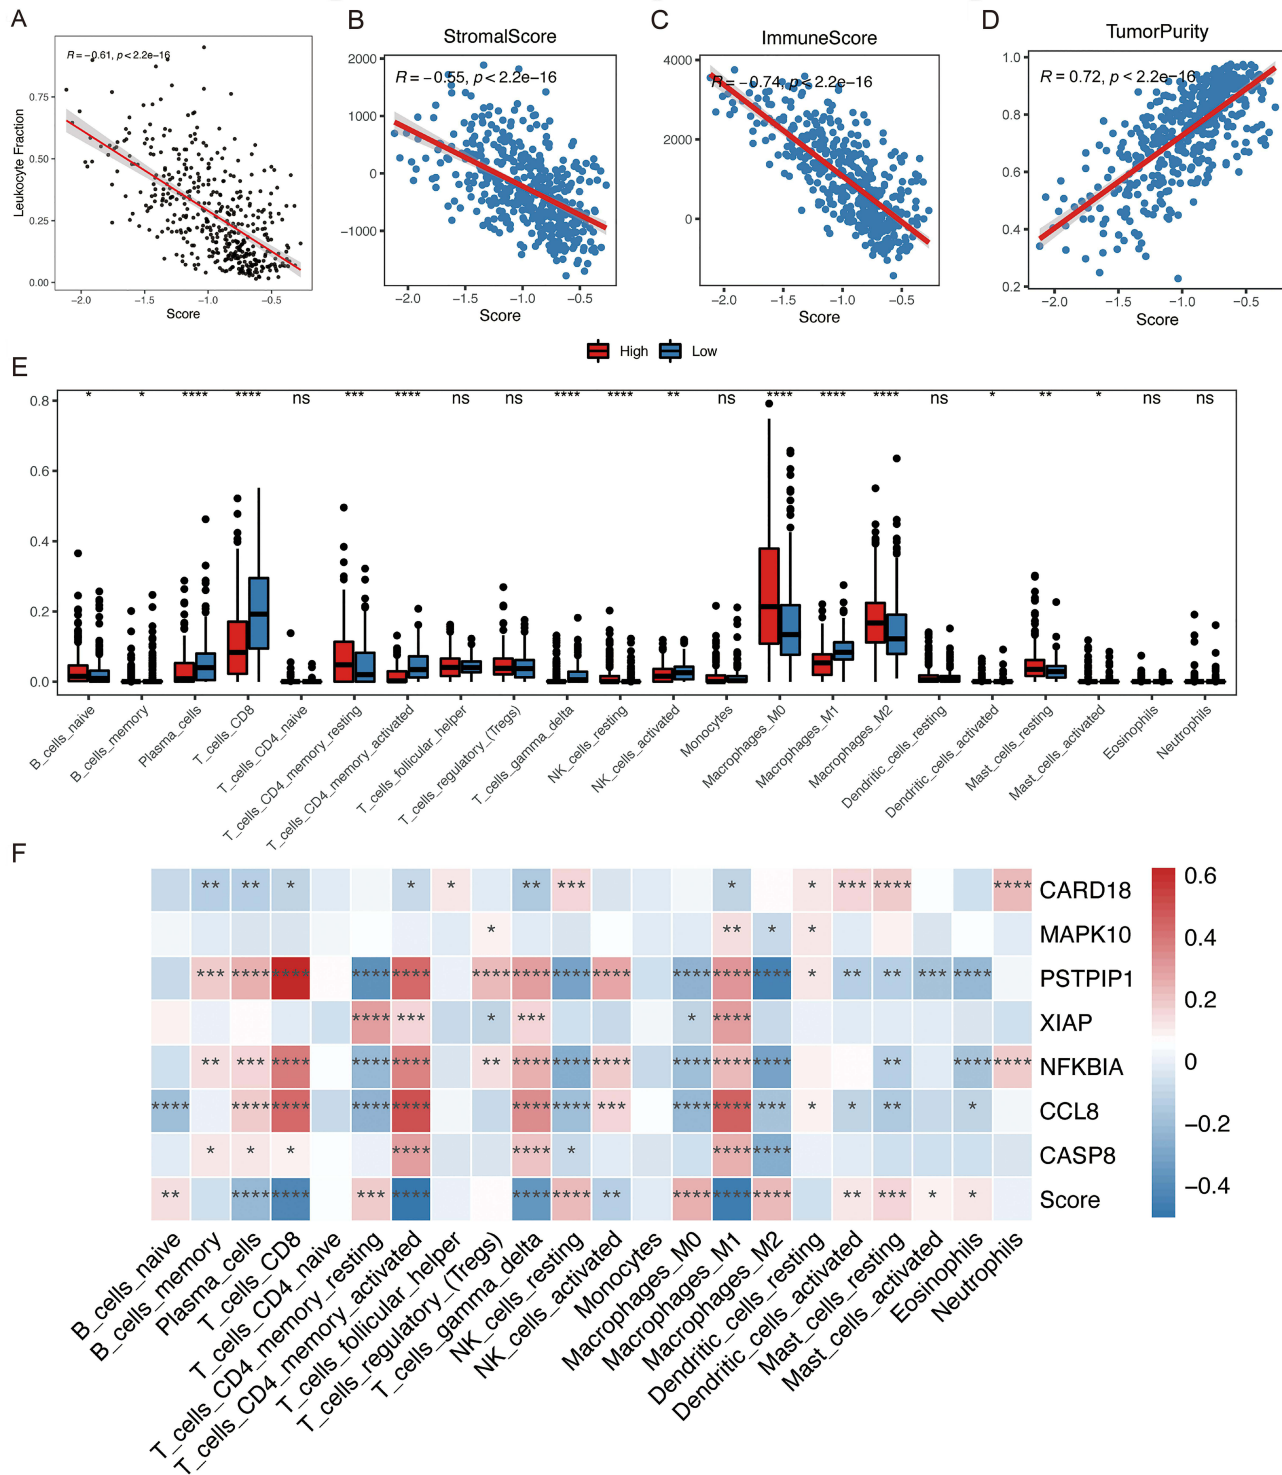 A
R = −0.61, p < 2.2e−16
Leukocyte Fraction
0.75
0.50
0.25
0.00
−2.0 −1.5 −1.0 −0.5
Score
B
StromalScore
R = −0.55, p < 2.2e−16
2000
1000
0
−1000
−2.0 −1.5 −1.0 −0.5
Score
C
ImmuneScore
R = −0.74, p < 2.2e−16
4000
2000
0
−2.0 −1.5 −1.0 −0.5
Score
D
TumorPurity
R = 0.72, p < 2.2e−16
1.0
0.8
0.6
0.4
0.2
−2.0 −1.5 −1.0 −0.5
Score
High Low
E
* * **** **** ns *** **** ns ns **** **** ** ns **** **** **** ns * ** * ns ns
0.8
0.6
0.4
0.2
0.0
B_cells_naive
B_cells_memory
Plasma_cells
T_cells_CD8
T_cells_CD4_naive
T_cells_CD4_memory_resting
T_cells_CD4_memory_activated
T_cells_follicular_helper
T_cells_regulatory_(Tregs)
T_cells_gamma_delta
NK_cells_resting
NK_cells_activated
Monocytes
Macrophages_M0
Macrophages_M1
Macrophages_M2
Dendritic_cells_resting
Dendritic_cells_activated
Mast_cells_resting
Mast_cells_activated
Eosinophils
Neutrophils
F
** ** * * * ** *** * * *** **** **** CARD18
* ** * * MAPK10
*** **** **** **** **** **** **** **** **** **** **** **** * ** ** *** **** PSTPIP1
**** *** * *** * **** XIAP
** *** **** **** **** ** **** **** **** **** **** **** ** **** **** NFKBIA
**** **** **** **** **** **** **** *** **** **** *** * * ** * CCL8
* * * **** **** * **** **** CASP8
** **** **** *** **** **** **** ** **** **** **** ** *** * * Score
0.6
0.4
0.2
0
−0.2
−0.4
B_cells_naive
B_cells_memory
Plasma_cells
T_cells_CD8
T_cells_CD4_naive
T_cells_CD4_memory_resting
T_cells_CD4_memory_activated
T_cells_follicular_helper
T_cells_regulatory_(Tregs)
T_cells_gamma_delta
NK_cells_resting
NK_cells_activated
Monocytes
Macrophages_M0
Macrophages_M1
Macrophages_M2
Dendritic_cells_resting
Dendritic_cells_activated
Mast_cells_resting
Mast_cells_activated
Eosinophils
Neutrophils